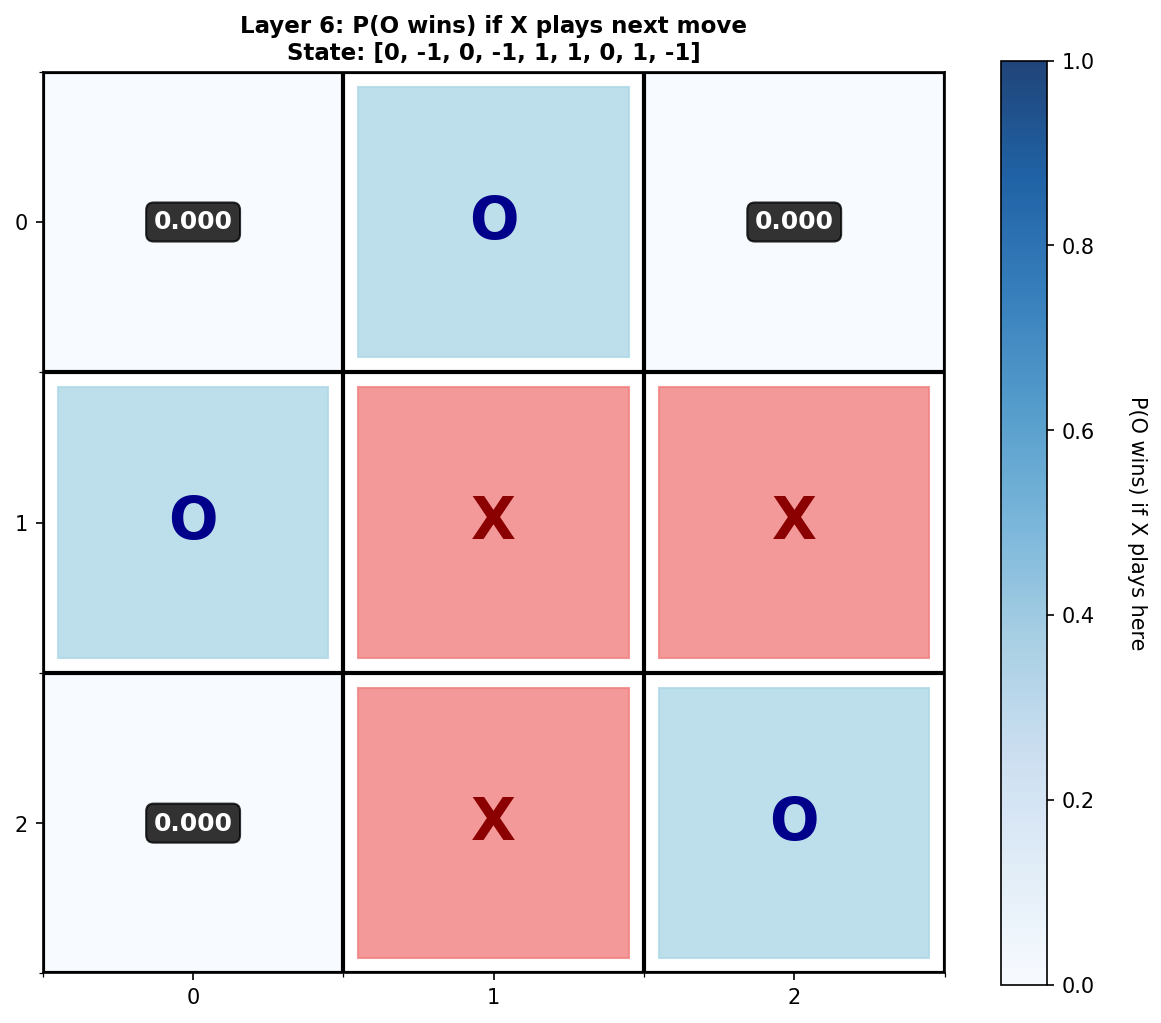 Layer 6: P(O wins) if X plays next move
State: [0, -1, 0, -1, 1, 1, 0, 1, -1]
0
0.000
O
0.000
1
O
X
X
2
0.000
X
O
0
1
2
1.0
0.8
0.6
0.4
0.2
0.0
P(O wins) if X plays here